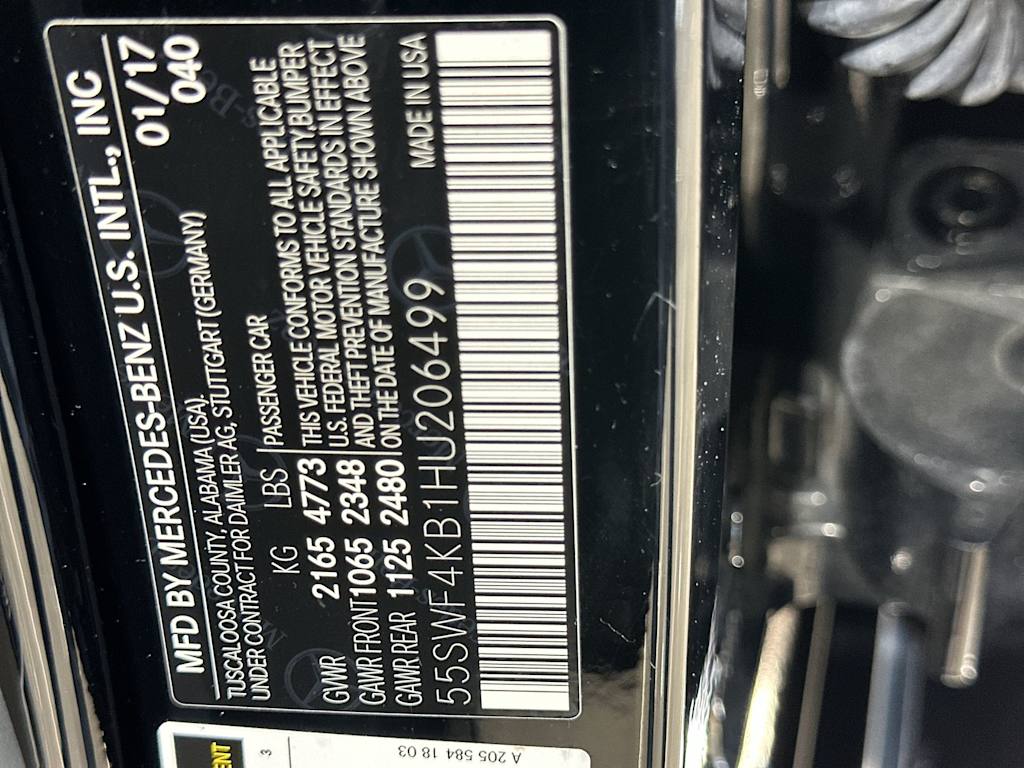 MFD BY MERCEDES-BENZ U.S. INTL., INC
TUSCALOOSA COUNTY, ALABAMA (USA). 01/17
UNDER CONTRACT FOR DAIMLER AG, STUTTGART (GERMANY) 040
KG LBS PASSENGER CAR
GVWR 2165 4773 THIS VEHICLE CONFORMS TO ALL APPLICABLE
GAWR FRONT 1065 2348 U.S. FEDERAL MOTOR VEHICLE SAFETY, BUMPER
GAWR REAR 1125 2480 AND THEFT PREVENTION STANDARDS IN EFFECT
ON THE DATE OF MANUFACTURE SHOWN ABOVE
55SWF4KB1HU206499 MADE IN USA
ENT
3
A 205 584 18 03